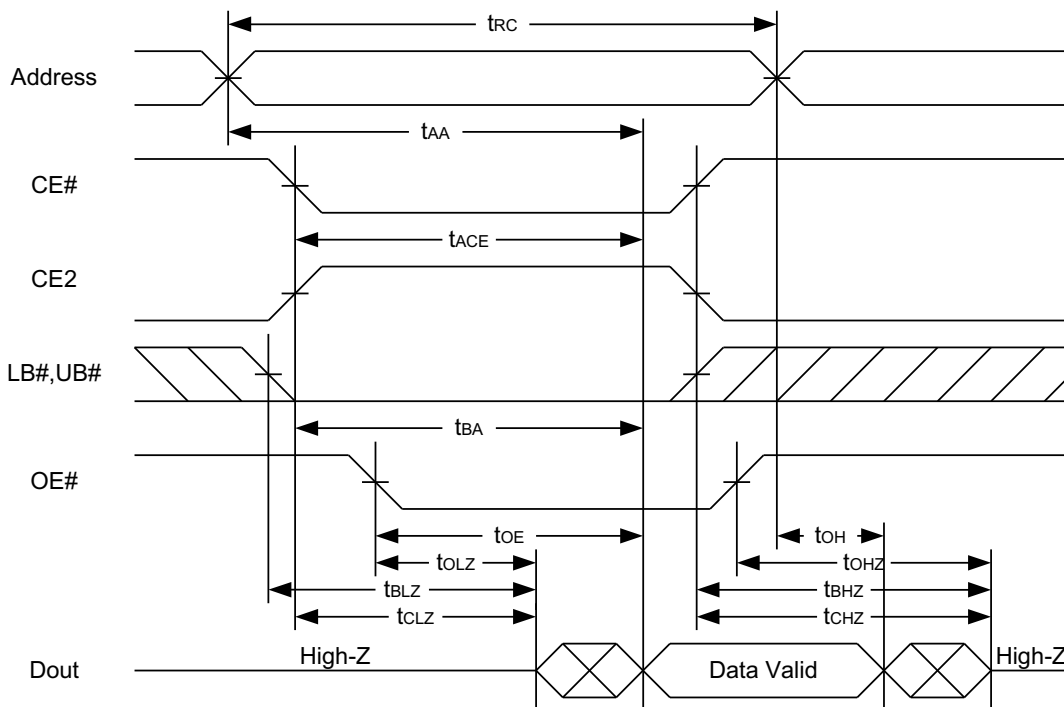 tRC
Address
tAA
CE#
tACE
CE2
LB#,UB#
tBA
OE#
tOE
tOH
tOLZ
tOHZ
tBLZ
tBHZ
tCLZ
tCHZ
Dout
High-Z
Data Valid
High-Z